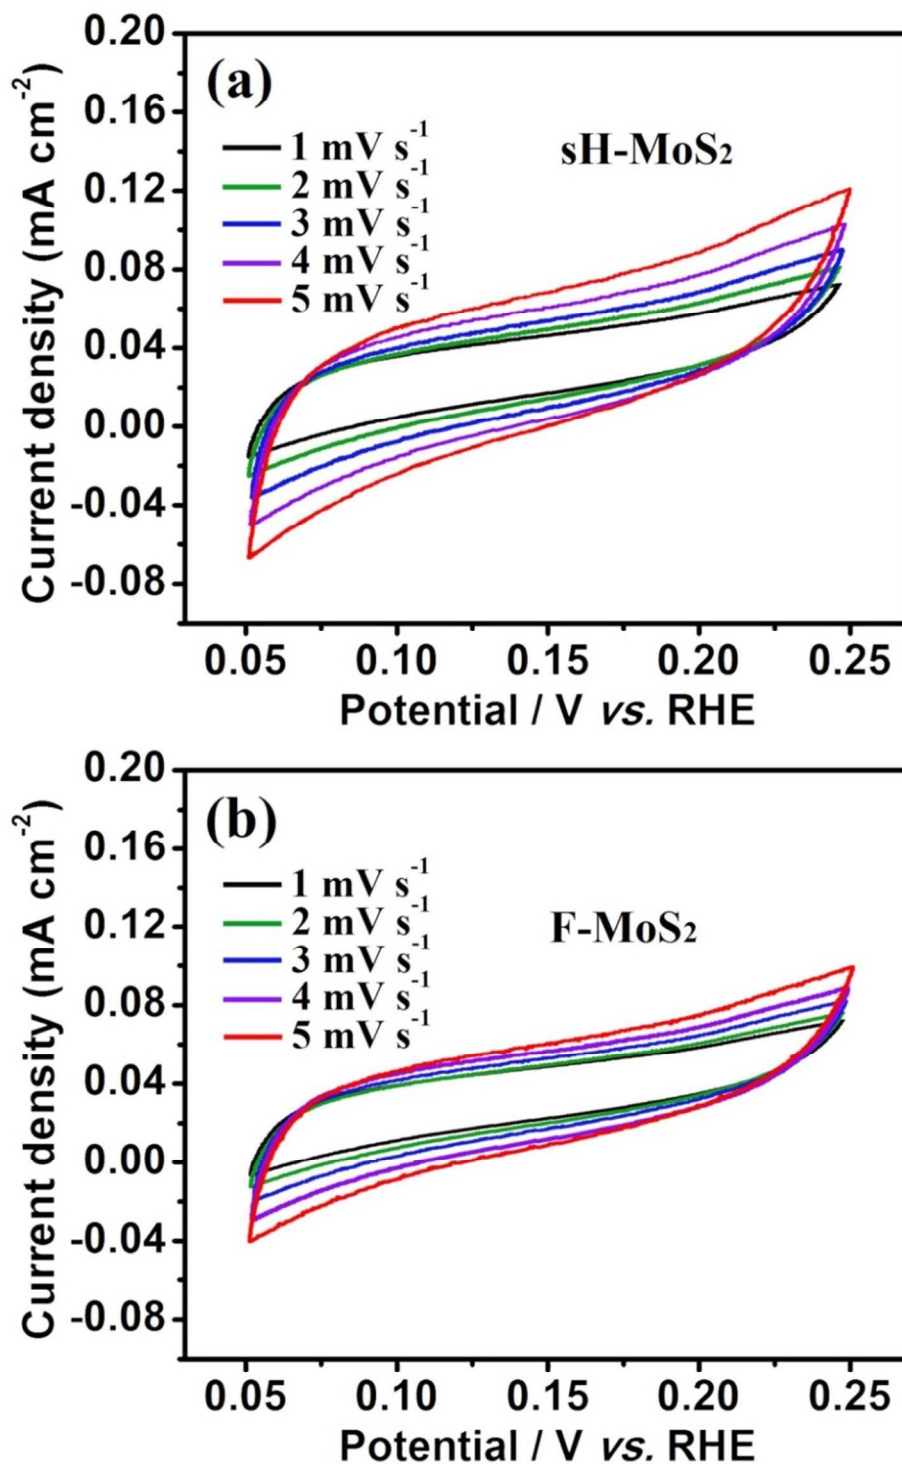 0.20
(a)
0.16
1 mV s⁻¹
sH-MoS₂
2 mV s⁻¹
0.12
3 mV s⁻¹
4 mV s⁻¹
0.08
5 mV s⁻¹
0.04
0.00
-0.04
-0.08
Current density (mA cm⁻²)
0.05 0.10 0.15 0.20 0.25
Potential / V vs. RHE
0.20
(b)
0.16
1 mV s⁻¹
2 mV s⁻¹
F-MoS₂
0.12
3 mV s⁻¹
4 mV s⁻¹
0.08
5 mV s⁻¹
0.04
0.00
-0.04
-0.08
Current density (mA cm⁻²)
0.05 0.10 0.15 0.20 0.25
Potential / V vs. RHE